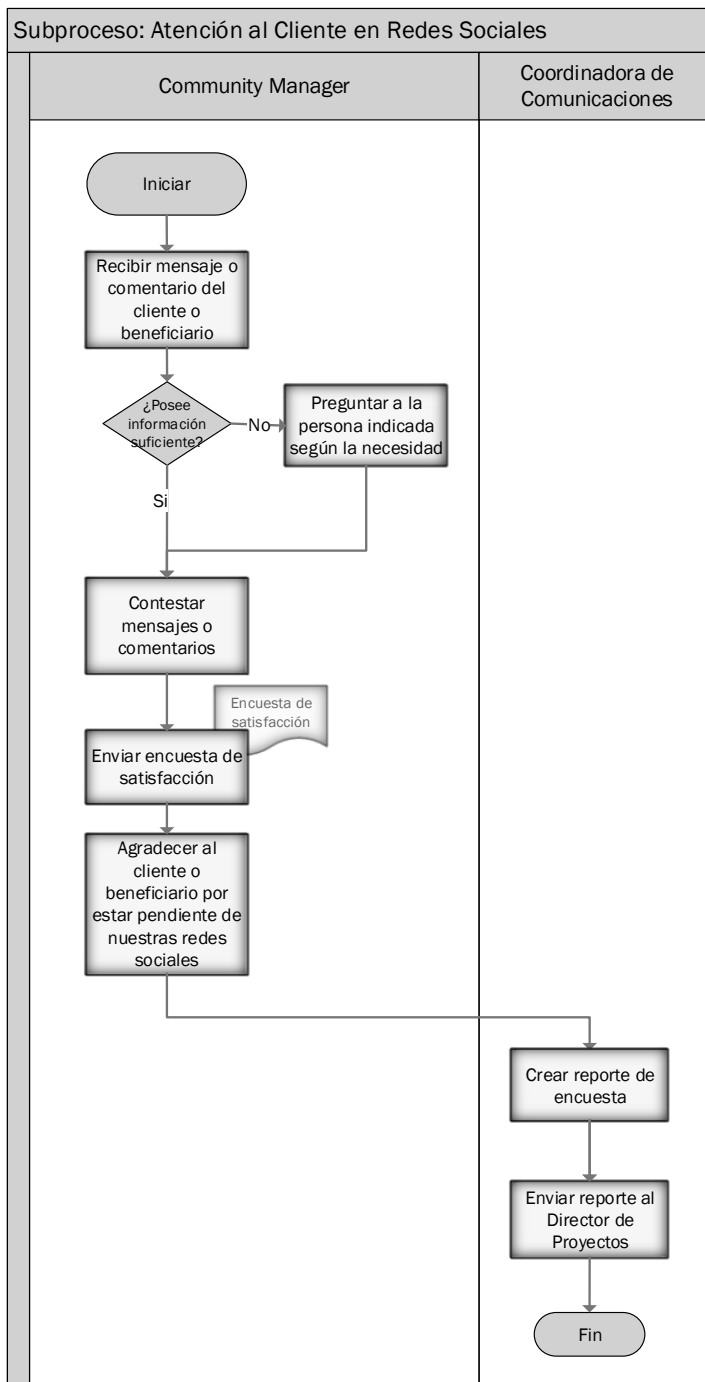 Subproceso: Atención al Cliente en Redes Sociales
Community Manager
Coordinadora de
Comunicaciones
Iniciar
Recibir mensaje o
comentario del
cliente o
beneficiario
¿Posee
información
suficiente?
No
Preguntar a la
persona indicada
según la necesidad
Si
Contestar
mensajes o
comentarios
Encuesta de
satisfacción
Enviar encuesta de
satisfacción
Agradecer al
cliente o
beneficiario por
estar pendiente de
nuestras redes
sociales
Crear reporte de
encuesta
Enviar reporte al
Director de
Proyectos
Fin